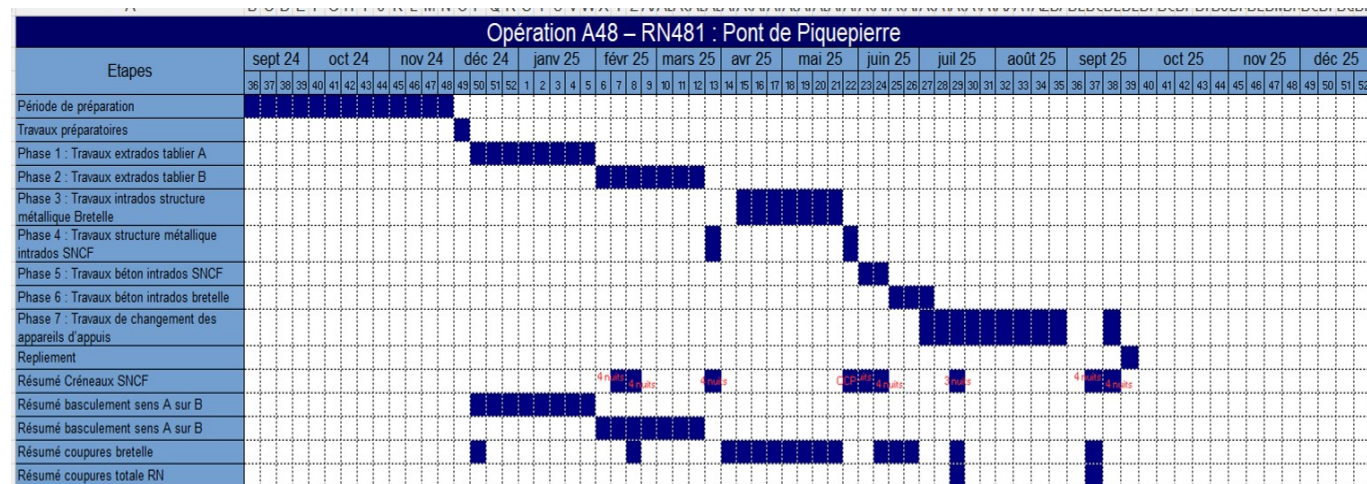 Opération A48 – RN481 : Pont de Piquepierre
Etapes
sept 24 oct 24 nov 24 déc 24 janv 25 févr 25 mars 25 avr 25 mai 25 juin 25 juil 25 août 25 sept 25 oct 25 nov 25 déc 25
36 37 38 39 40 41 42 43 44 45 46 47 48 49 50 51 52 1 2 3 4 5 6 7 8 9 10 11 12 13 14 15 16 17 18 19 20 21 22 23 24 25 26 27 28 29 30 31 32 33 34 35 36 37 38 39 40 41 42 43 44 45 46 47 48 49 50 51 52
Période de préparation
Travaux préparatoires
Phase 1 : Travaux extrados tablier A
Phase 2 : Travaux extrados tablier B
Phase 3 : Travaux intrados structure
métallique Bretelle
Phase 4 : Travaux structure métallique
intrados SNCF
Phase 5 : Travaux béton intrados SNCF
Phase 6 : Travaux béton intrados bretelle
Phase 7 : Travaux de changement des
appareils d'appuis
Repliement
Résumé Créneaux SNCF 4 nuits 4 nuits 4 nuits 4 nuits 3 nuits 4 nuits 4 nuits
Résumé basculement sens A sur B
Résumé basculement sens A sur B
Résumé coupures bretelle
Résumé coupures totale RN